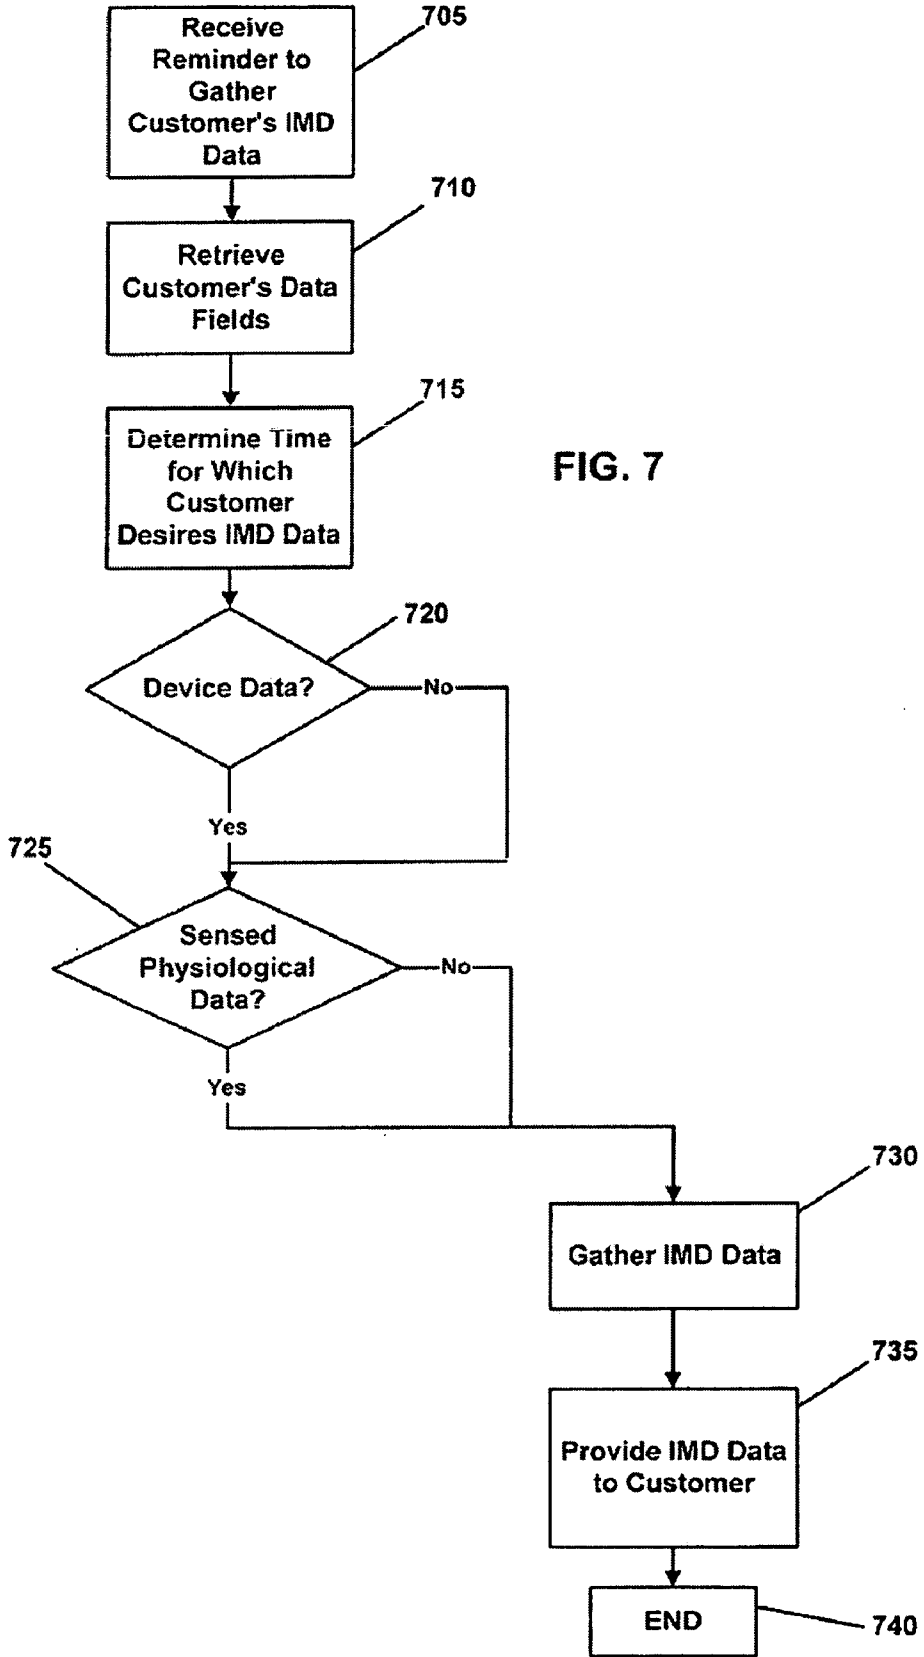 Receive
Reminder to
Gather
Customer's IMD
Data
705
710
Retrieve
Customer's Data
Fields
715
Determine Time
for Which
Customer
Desires IMD Data
FIG. 7
720
Device Data?
No
Yes
725
Sensed
Physiological
Data?
No
Yes
730
Gather IMD Data
735
Provide IMD Data
to Customer
END
740